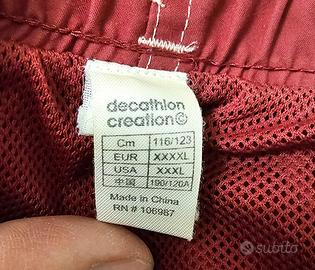 decathlon
creation©
Cm 116/123
EUR XXXXL
USA XXXL
中国 190/120A
Made in China
RN # 106987
subito